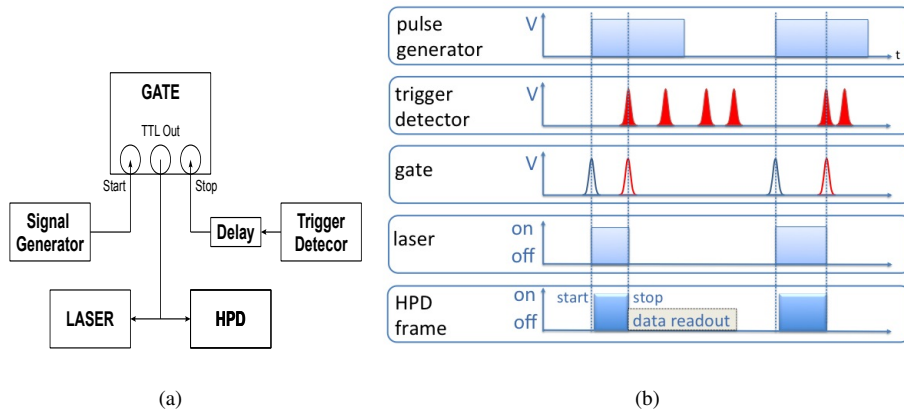 GATE
TTL Out
Start
Stop
Signal
Generator
Delay
Trigger
Detecor
LASER
HPD
(a)
pulse
generator
V
t
trigger
detector
V
gate
V
laser
on
off
HPD
frame
on
off
start
stop
data readout
(b)